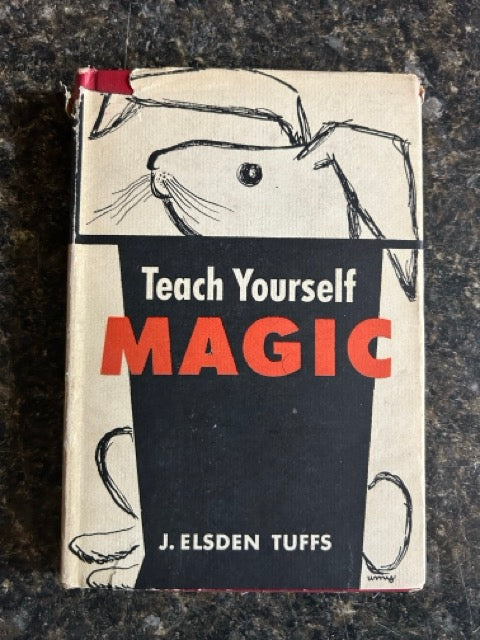 Teach Yourself
MAGIC
J. ELSDEN TUFFS